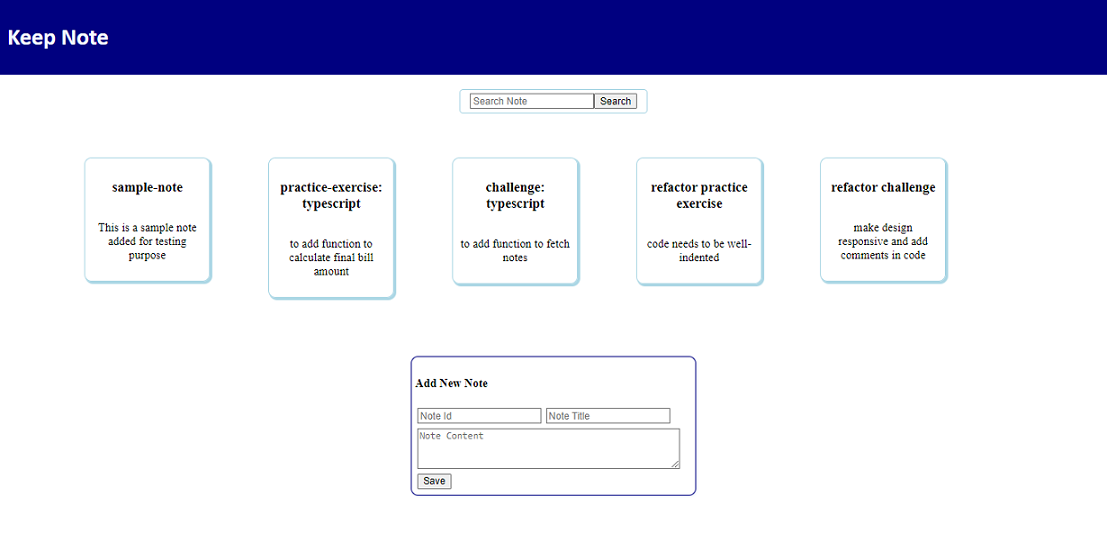 Keep Note
Search Note Search
sample-note
This is a sample note
added for testing
purpose
practice-exercise:
typescript
to add function to
calculate final bill
amount
challenge:
typescript
to add function to fetch
notes
refactor practice
exercise
code needs to be well-
indented
refactor challenge
make design
responsive and add
comments in code
Add New Note
Note Id Note Title
Note Content
Save